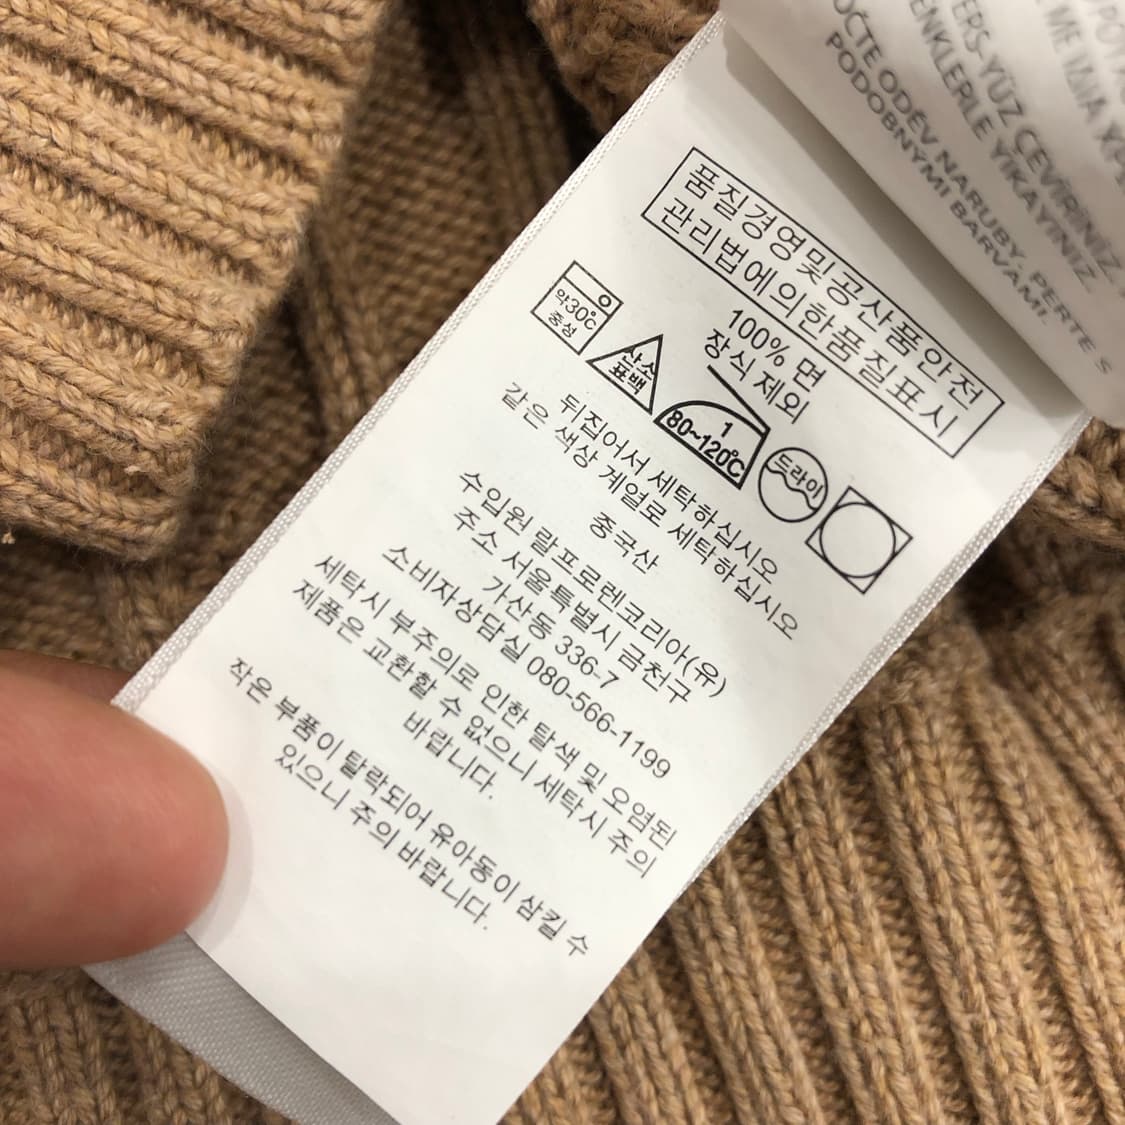 ERS-YÜZ ÇEVİRİNİZ.
ENKLERLE YIKAYINIZ
OČTE ODĚV NARUBY, PERTE S
PODOBNÝMI BARVAMI.
품질경영및공산품안전
관리법에의한품질표시
100% 면
장식제외
약30℃
중성
산소
표백
1
80~120℃
드라이
뒤집어서 세탁하십시오
같은 색상 계열로 세탁하십시오
중국산
수입원 랄프로렌코리아(유)
주소 서울특별시 금천구
가산동 336-7
소비자상담실 080-566-1199
세탁시 부주의로 인한 탈색 및 오염된
제품은 교환할 수 없으니 세탁시 주의
바랍니다.
작은 부품이 탈락되어 유아동이 삼킬 수
있으니 주의 바랍니다.